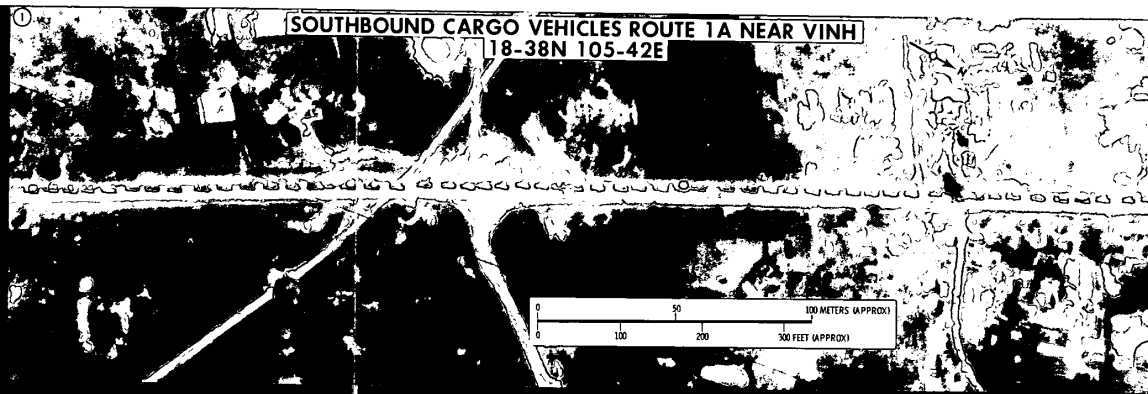 1
SOUTHBOUND CARGO VEHICLES ROUTE 1A NEAR VINH
18-38N 105-42E
0 50 100 METERS (APPROX)
0 100 200 300 FEET (APPROX)